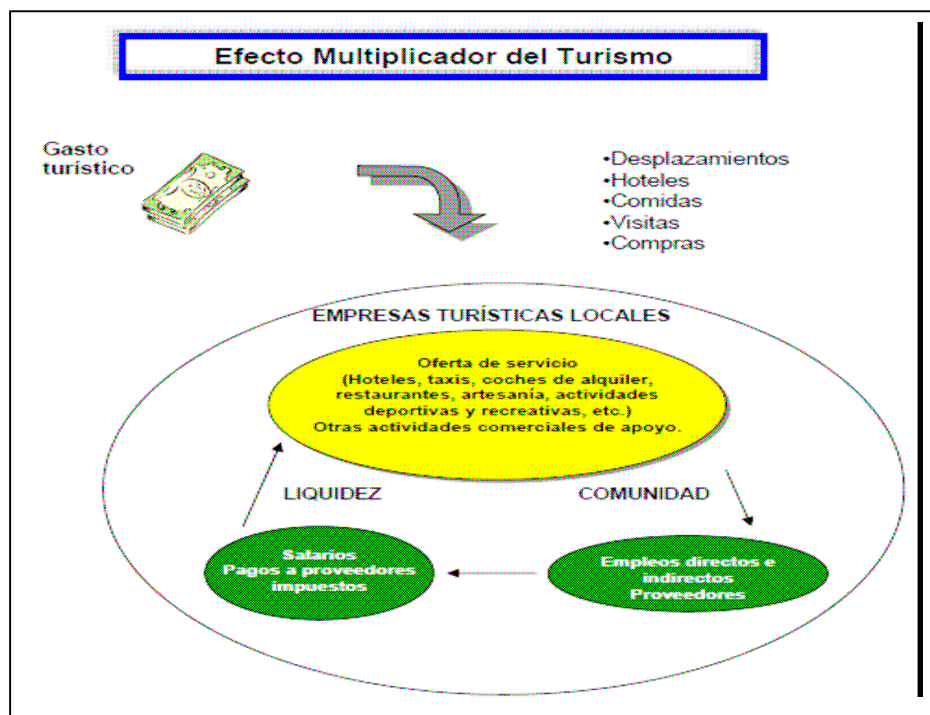 Efecto Multiplicador del Turismo
Gasto
turístico
•Desplazamientos
•Hoteles
•Comidas
•Visitas
•Compras
EMPRESAS TURÍSTICAS LOCALES
Oferta de servicio
(Hoteles, taxis, coches de alquiler,
restaurantes, artesanía, actividades
deportivas y recreativas, etc.)
Otras actividades comerciales de apoyo.
LIQUIDEZ
COMUNIDAD
Salarios
Pagos a proveedores
impuestos
Empleos directos e
indirectos
Proveedores